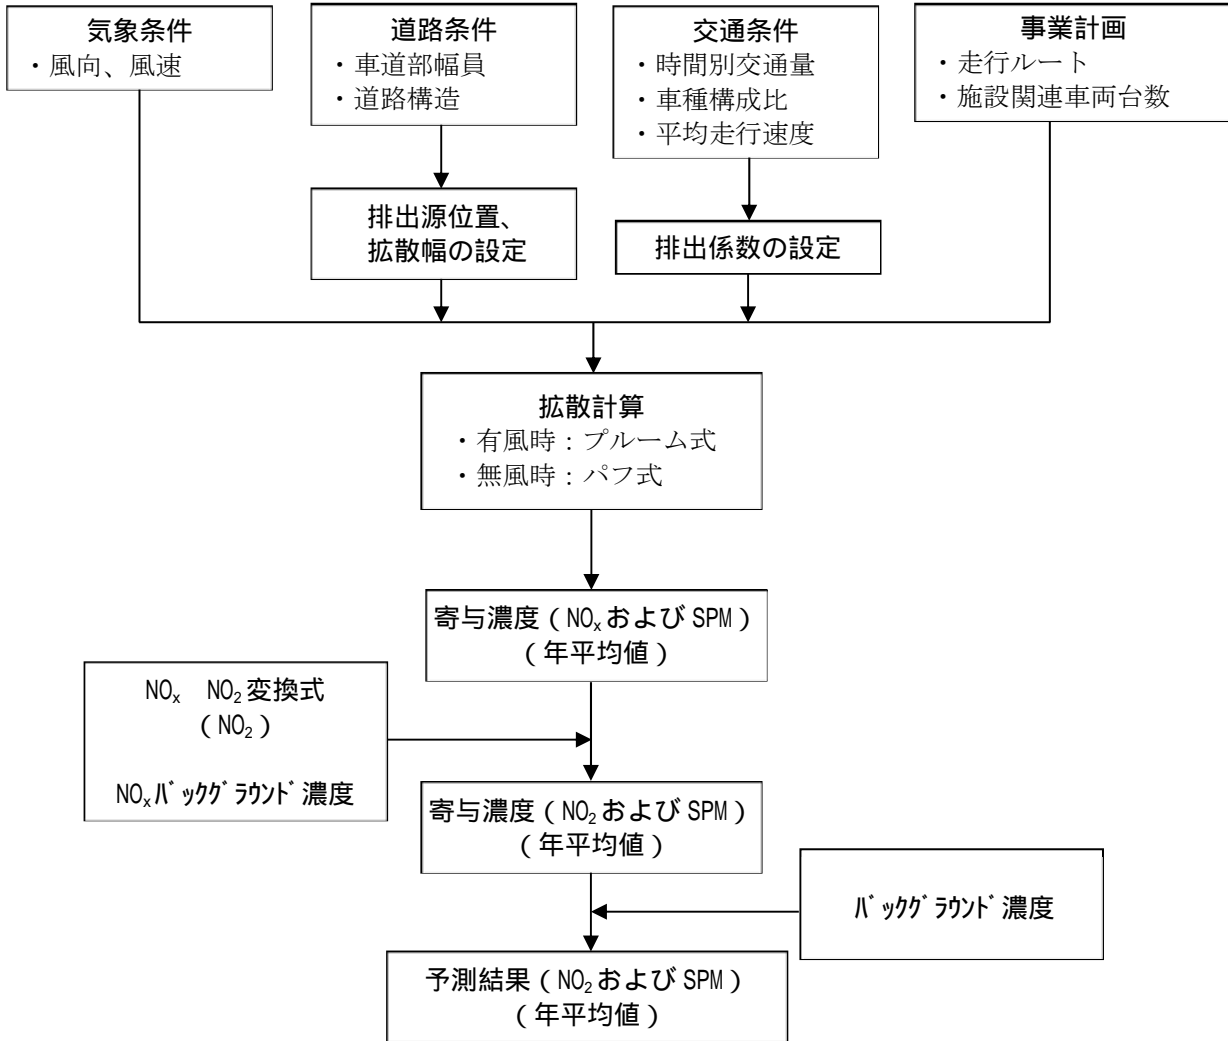 気象条件
・風向、風速
道路条件
・車道部幅員
・道路構造
交通条件
・時間別交通量
・車種構成比
・平均走行速度
事業計画
・走行ルート
・施設関連車両台数
排出源位置、
拡散幅の設定
排出係数の設定
拡散計算
・有風時：プルーム式
・無風時：パフ式
寄与濃度（NOxおよびSPM）
（年平均値）
NOx　NO2変換式
（NO2）
NOxﾊﾞｯｸｸﾞﾗｳﾝﾄﾞ濃度
寄与濃度（NO2およびSPM）
（年平均値）
ﾊﾞｯｸｸﾞﾗｳﾝﾄﾞ濃度
予測結果（NO2およびSPM）
（年平均値）